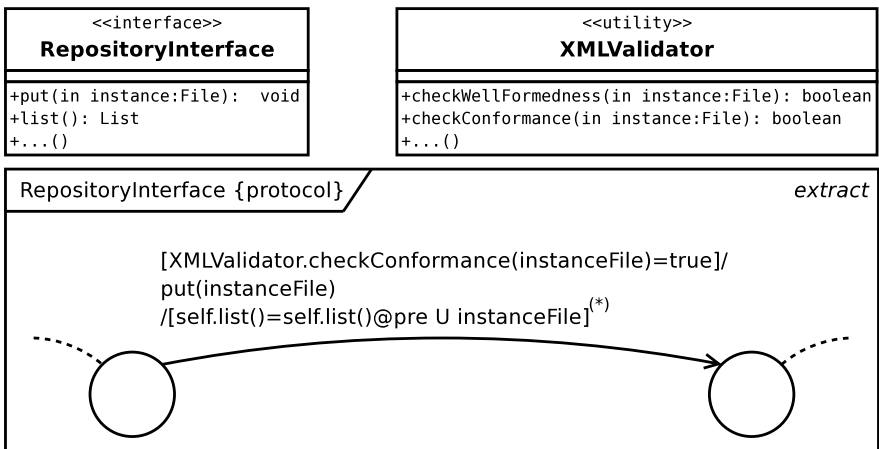 <<interface>>
RepositoryInterface
+put(in instance:File):  void
+list(): List
+...()
<<utility>>
XMLValidator
+checkWellFormedness(in instance:File): boolean
+checkConformance(in instance:File): boolean
+...()
RepositoryInterface {protocol}
extract
[XMLValidator.checkConformance(instanceFile)=true]/
put(instanceFile)
/[self.list()=self.list()@pre U instanceFile](*)